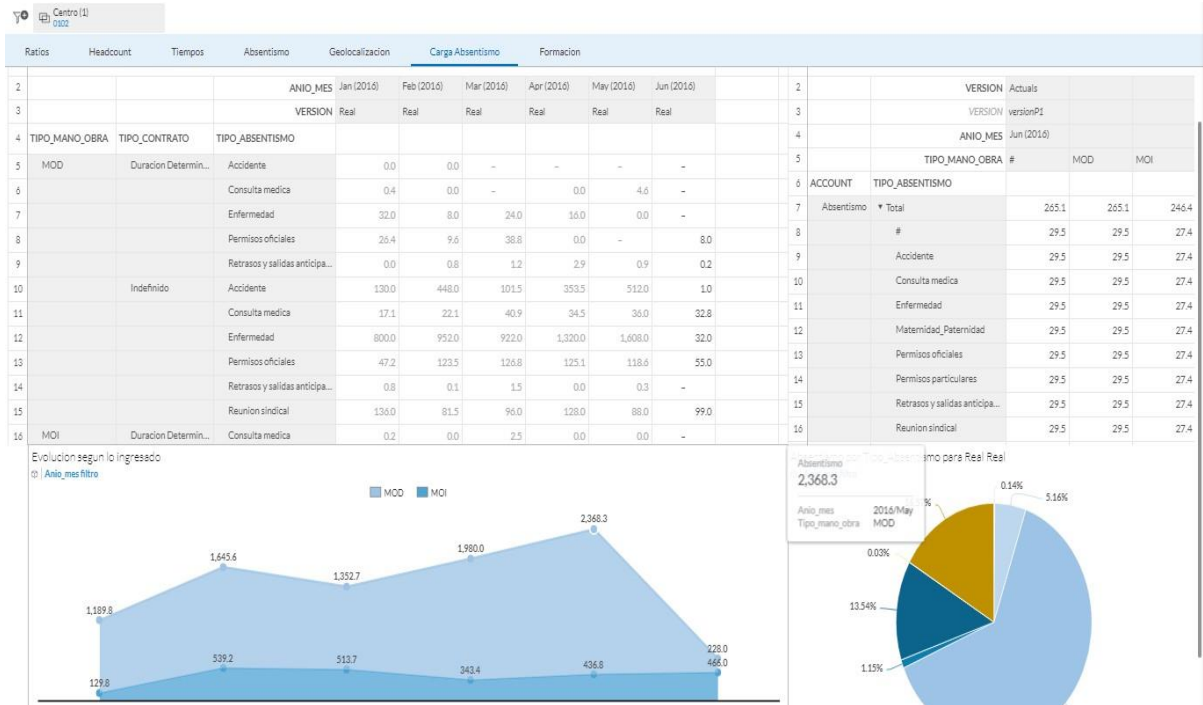 Centro (1)
0102
Ratios Headcount Tiempos Absentismo Geolocalizacion Carga Absentismo Formacion
2 ANIO_MES Jan (2016) Feb (2016) Mar (2016) Apr (2016) May (2016) Jun (2016)
3 VERSION Real Real Real Real Real Real
4 TIPO_MANO_OBRA TIPO_CONTRATO TIPO_ABSENTISMO
5 MOD Duracion Determin... Accidente 0.0 0.0 – – – –
6 Consulta medica 0.4 0.0 – 0.0 4.6 –
7 Enfermedad 32.0 8.0 24.0 16.0 0.0 –
8 Permisos oficiales 26.4 9.6 38.8 0.0 – 8.0
9 Retrasos y salidas anticipa... 0.0 0.8 1.2 2.9 0.9 0.2
10 Indefinido Accidente 130.0 448.0 101.5 353.5 512.0 1.0
11 Consulta medica 17.1 22.1 40.9 34.5 36.0 32.8
12 Enfermedad 800.0 952.0 922.0 1,320.0 1,608.0 32.0
13 Permisos oficiales 47.2 123.5 126.8 125.1 118.6 55.0
14 Retrasos y salidas anticipa... 0.8 0.1 1.5 0.0 0.3 –
15 Reunion sindical 136.0 81.5 96.0 128.0 88.0 99.0
16 MOI Duracion Determin... Consulta medica 0.2 0.0 2.5 0.0 0.0 –
2 VERSION Actuals
3 VERSION versionP1
4 ANIO_MES Jun (2016)
5 TIPO_MANO_OBRA # MOD MOI
6 ACCOUNT TIPO_ABSENTISMO
7 Absentismo Total 265.1 265.1 246.4
8 # 29.5 29.5 27.4
9 Accidente 29.5 29.5 27.4
10 Consulta medica 29.5 29.5 27.4
11 Enfermedad 29.5 29.5 27.4
12 Maternidad_Paternidad 29.5 29.5 27.4
13 Permisos oficiales 29.5 29.5 27.4
14 Permisos particulares 29.5 29.5 27.4
15 Retrasos y salidas anticipa... 29.5 29.5 27.4
16 Reunion sindical 29.5 29.5 27.4
Evolucion segun lo ingresado
Anio_mes filtro
MOD MOI
1,189.8 1,645.6 1,352.7 1,980.0 2,368.3 228.0
129.8 539.2 513.7 343.4 436.8 466.0
para Real Real
Absentismo
2,368.3
Anio_mes 2016/May
Tipo_mano_obra MOD
0.14%
5.16%
0.03%
13.54%
1.15%